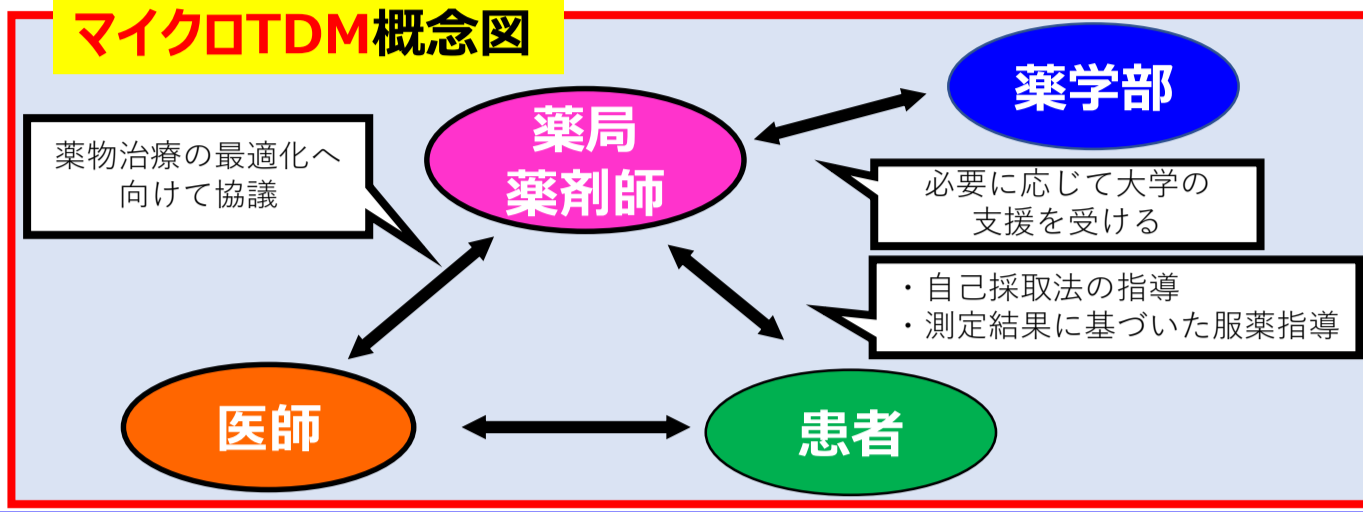 マイクロTDM概念図
薬学部
薬局
薬剤師
薬物治療の最適化へ
向けて協議
必要に応じて大学の
支援を受ける
・自己採取法の指導
・測定結果に基づいた服薬指導
医師
患者